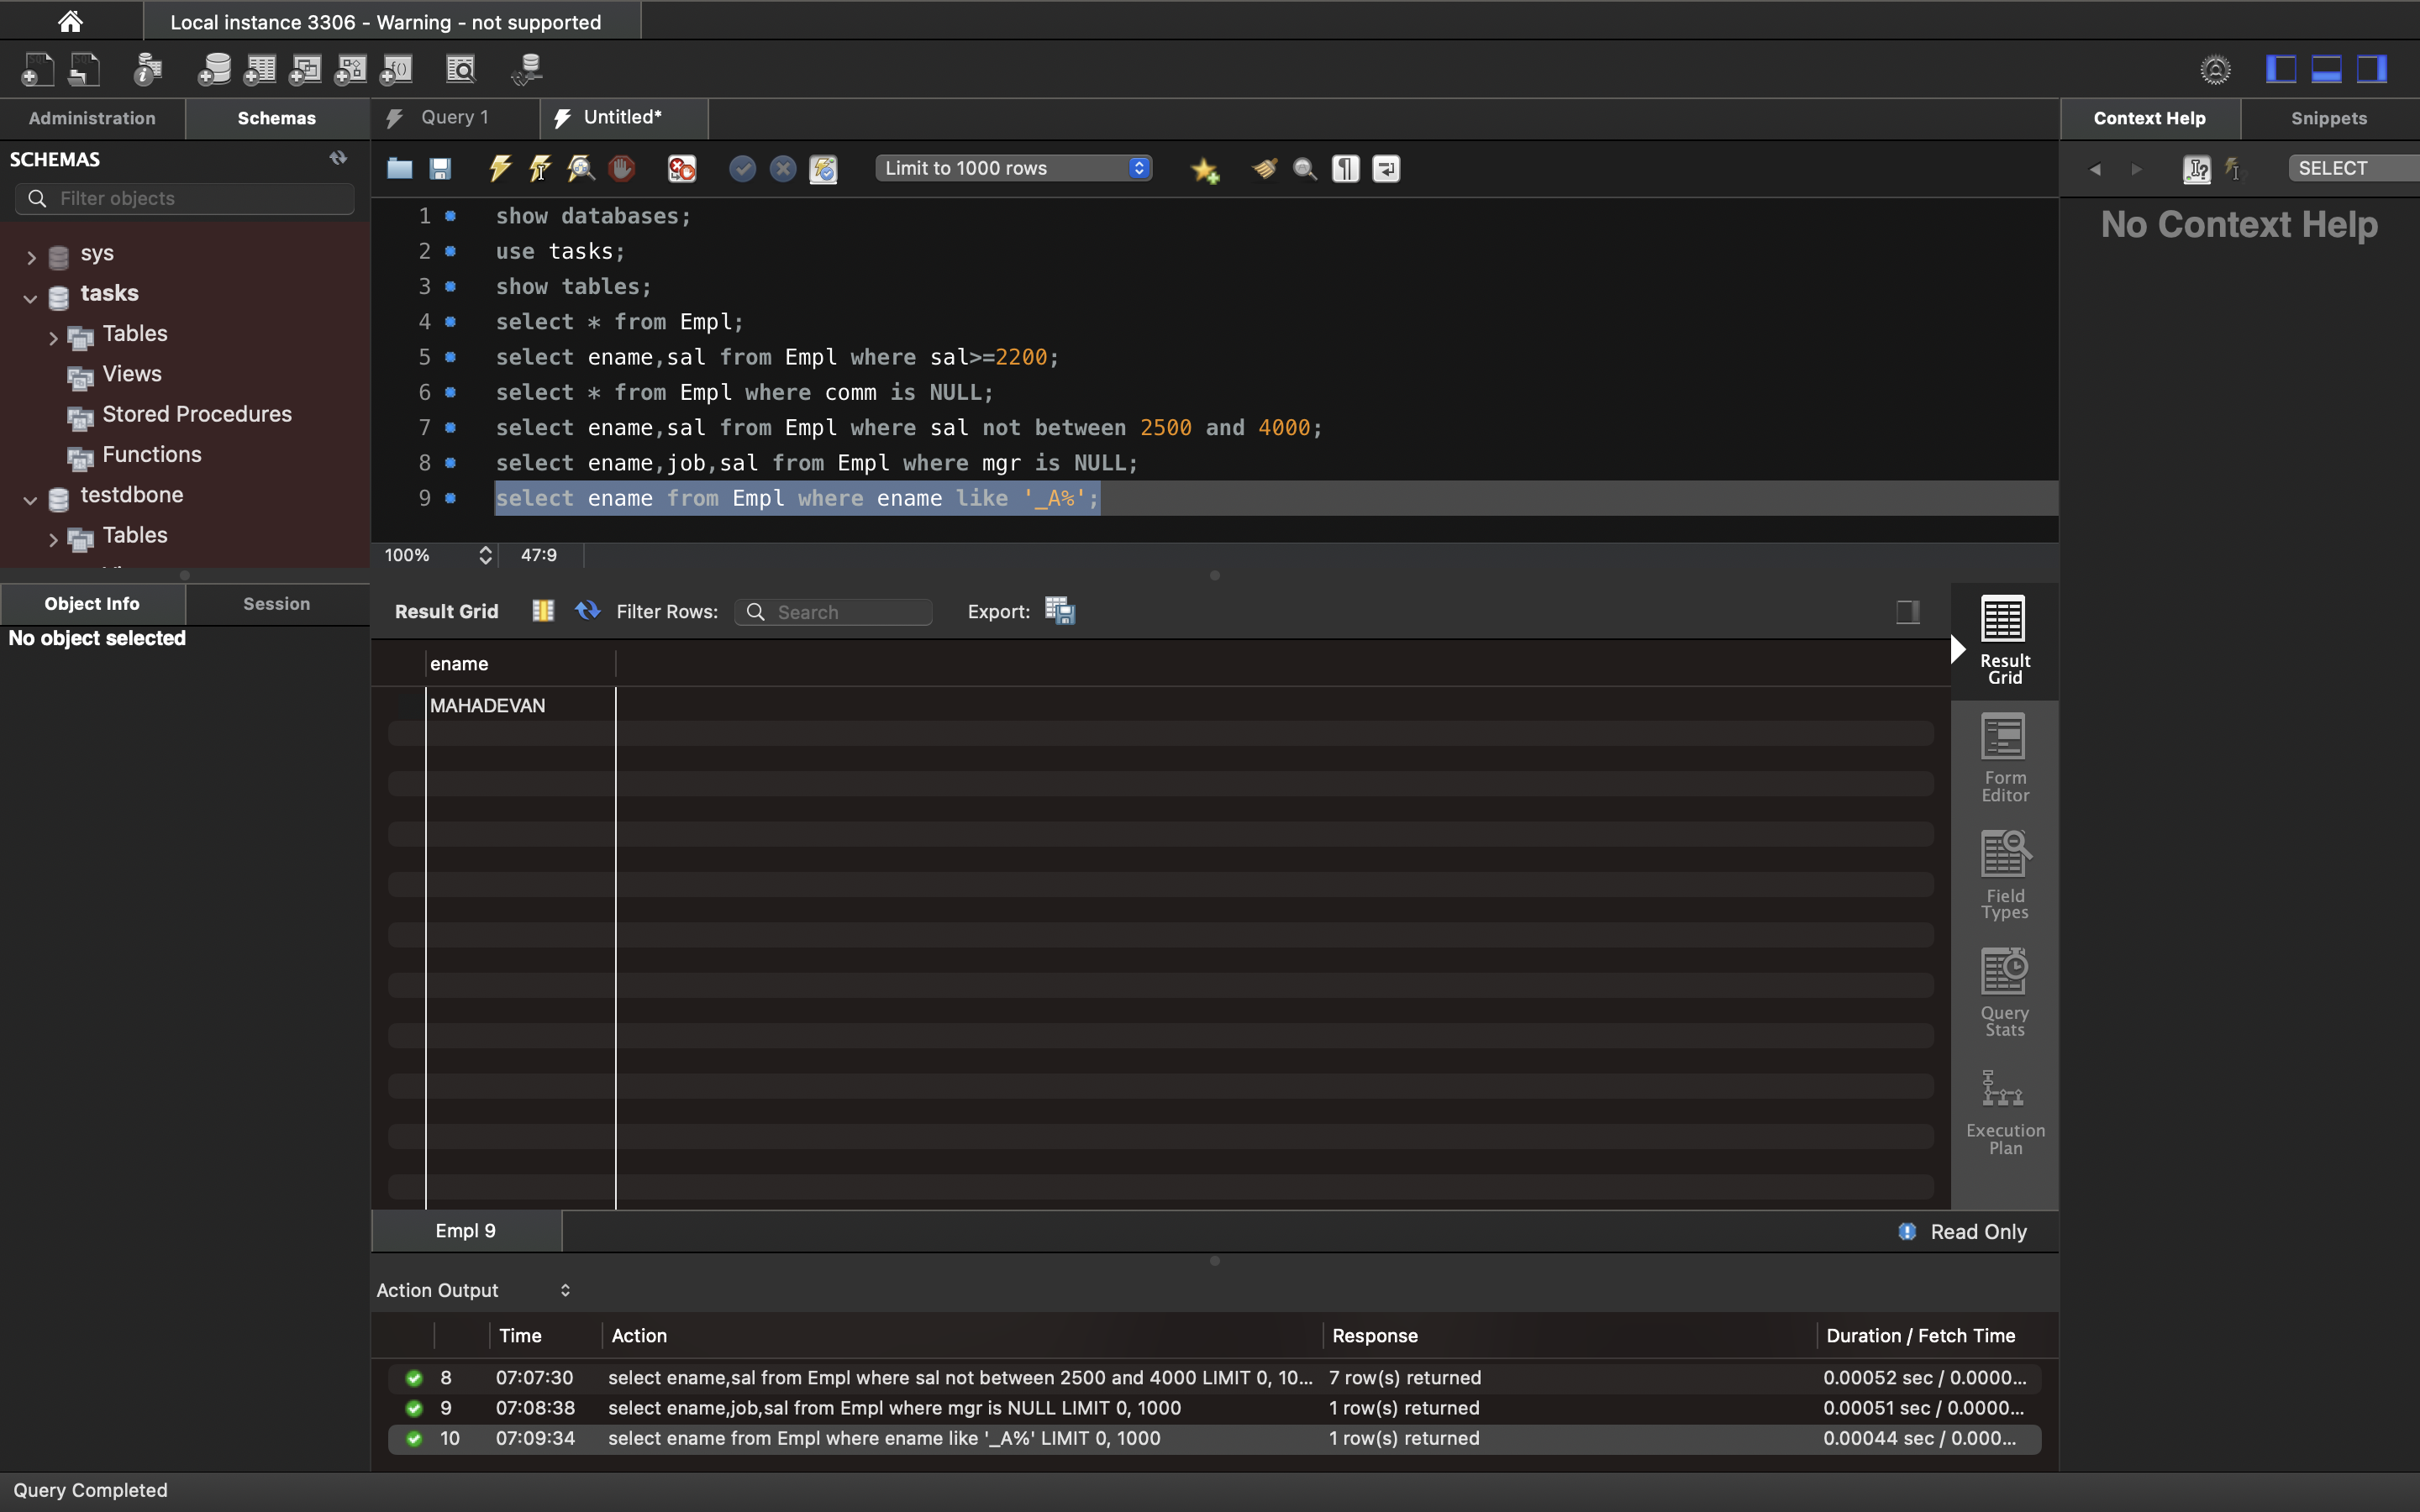 Local instance 3306 - Warning - not supported
Administration
Schemas
Query 1
Untitled*
Context Help
Snippets
SCHEMAS
Limit to 1000 rows
SELECT
Filter objects
No Context Help
sys
tasks
Tables
Views
Stored Procedures
Functions
testdbone
Tables
1 show databases;
2 use tasks;
3 show tables;
4 select * from Empl;
5 select ename,sal from Empl where sal>=2200;
6 select * from Empl where comm is NULL;
7 select ename,sal from Empl where sal not between 2500 and 4000;
8 select ename,job,sal from Empl where mgr is NULL;
9 select ename from Empl where ename like '_A%';
100% 47:9
Object Info
Session
No object selected
Result Grid
Filter Rows:
Search
Export:
ename
MAHADEVAN
Result
Grid
Form
Editor
Field
Types
Query
Stats
Execution
Plan
Empl 9
Read Only
Action Output
Time Action Response Duration / Fetch Time
8 07:07:30 select ename,sal from Empl where sal not between 2500 and 4000 LIMIT 0, 10... 7 row(s) returned 0.00052 sec / 0.0000...
9 07:08:38 select ename,job,sal from Empl where mgr is NULL LIMIT 0, 1000 1 row(s) returned 0.00051 sec / 0.0000...
10 07:09:34 select ename from Empl where ename like '_A%' LIMIT 0, 1000 1 row(s) returned 0.00044 sec / 0.000...
Query Completed